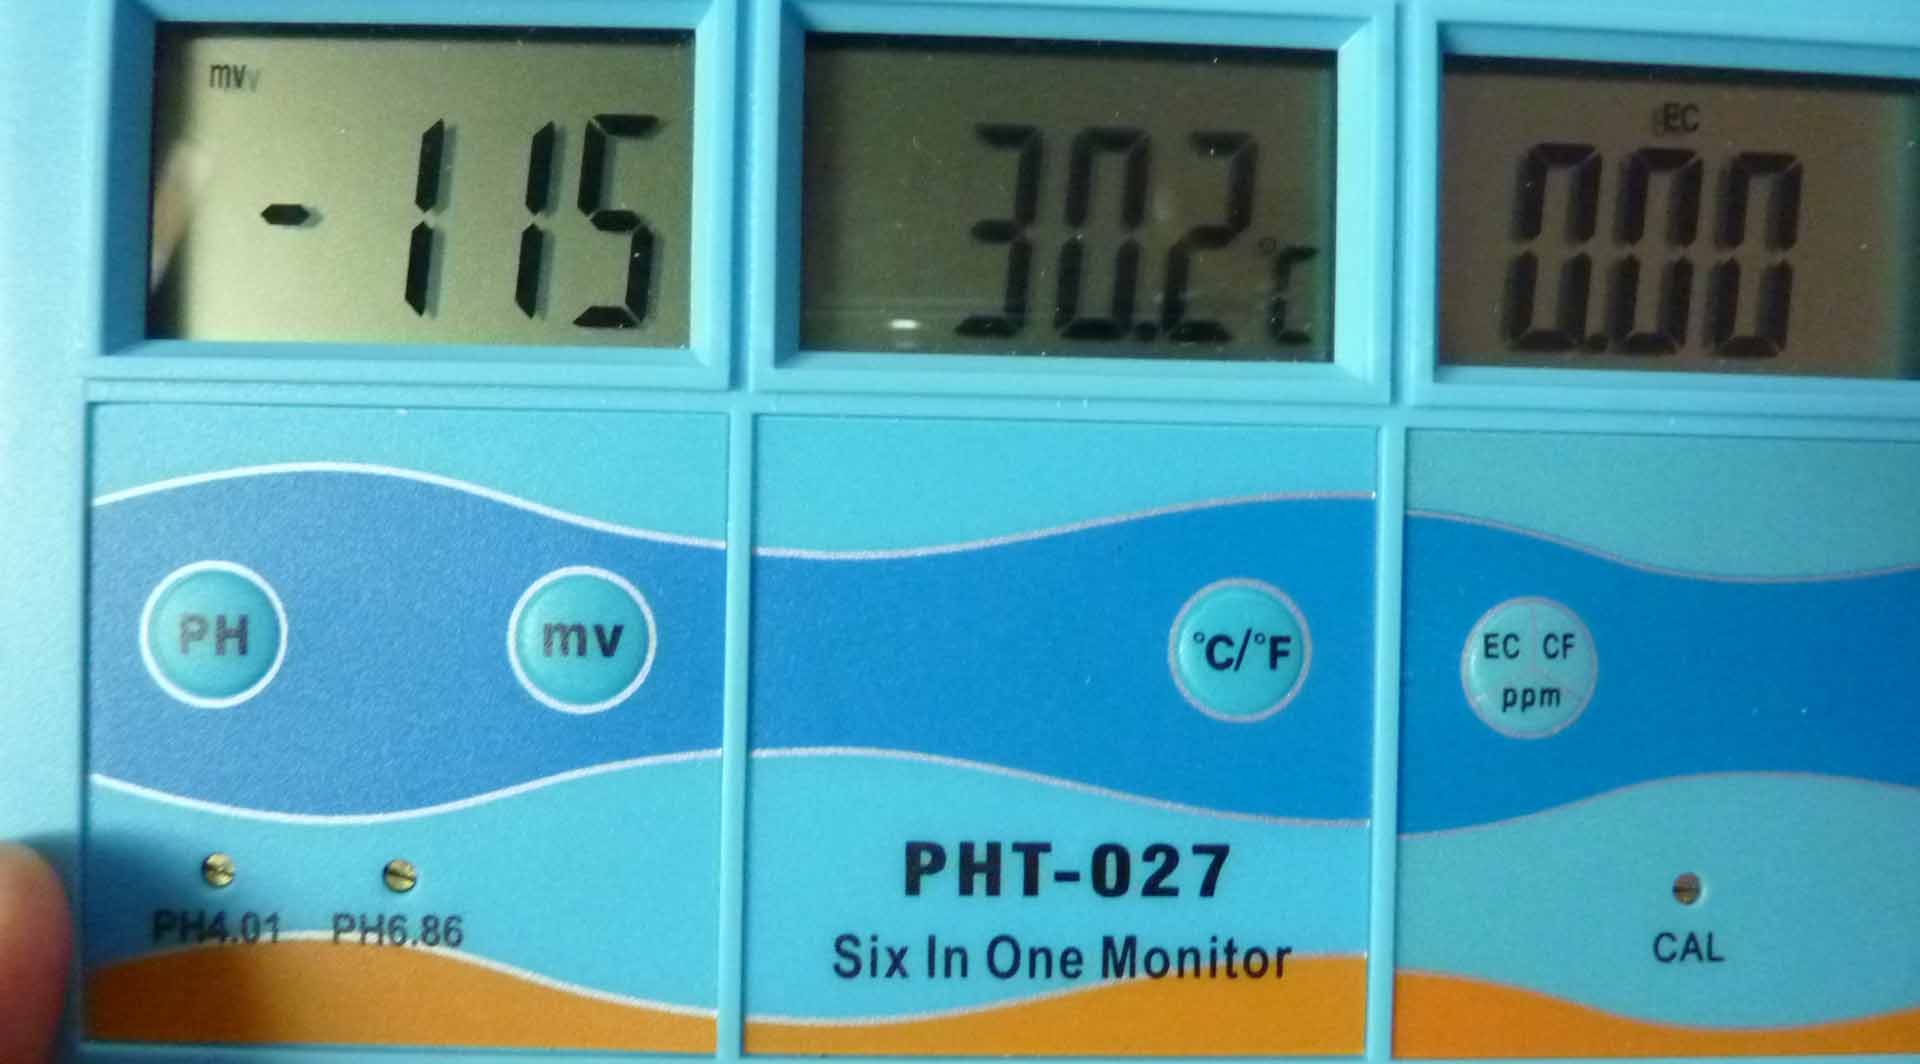 mv
-115
30.2°C
EC
0.00
PH
mv
°C/°F
EC CF
ppm
PHT-027
Six In One Monitor
PH4.01 PH6.86
CAL